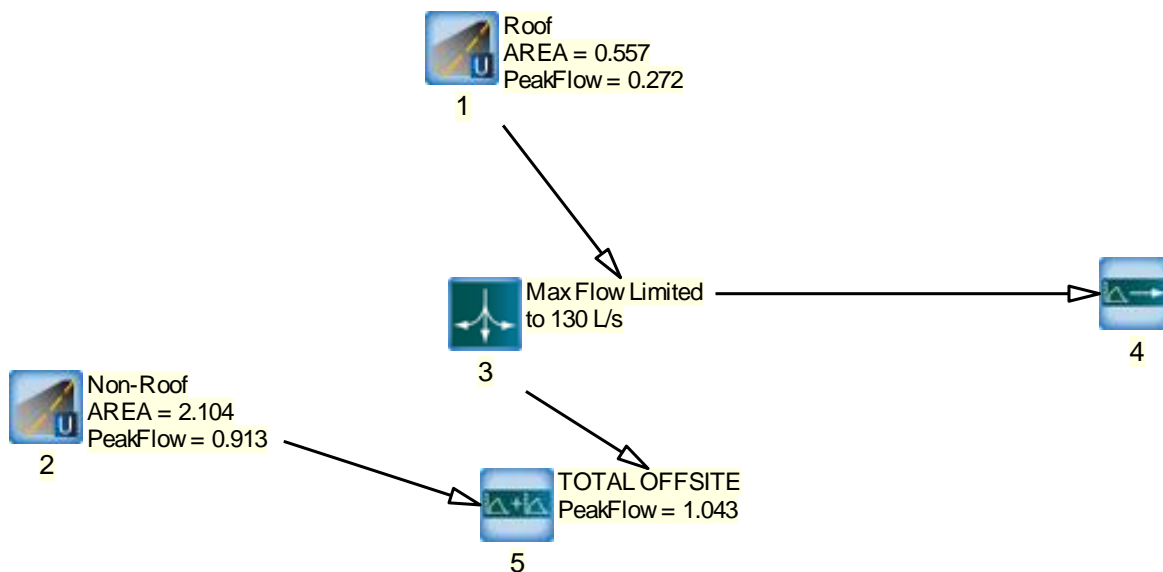 Roof
AREA = 0.557
PeakFlow = 0.272
U
1
Max Flow Limited
to 130 L/s
3
4
Non-Roof
AREA = 2.104
PeakFlow = 0.913
U
2
TOTAL OFFSITE
PeakFlow = 1.043
5